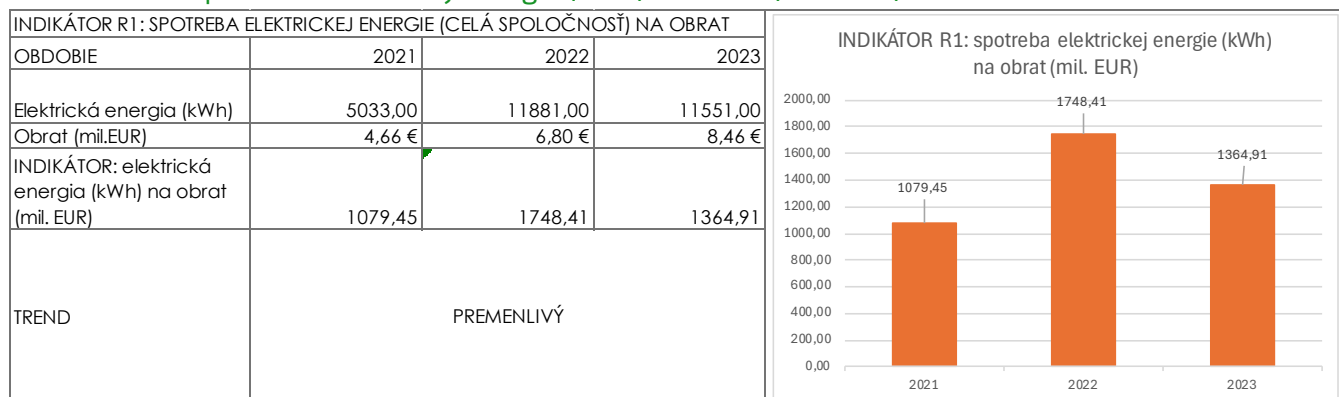 INDIKÁTOR R1: SPOTREBA ELEKTRICKEJ ENERGIE (CELÁ SPOLOČNOSŤ) NA OBRAT
OBDOBIE 2021 2022 2023
Elektrická energia (kWh) 5033,00 11881,00 11551,00
Obrat (mil.EUR) 4,66 € 6,80 € 8,46 €
INDIKÁTOR: elektrická
energia (kWh) na obrat
(mil. EUR) 1079,45 1748,41 1364,91
TREND PREMENLIVÝ
INDIKÁTOR R1: spotreba elektrickej energie (kWh)
na obrat (mil. EUR)
2000,00
1800,00
1600,00
1400,00
1200,00
1000,00
800,00
600,00
400,00
200,00
0,00
1079,45
1748,41
1364,91
2021 2022 2023